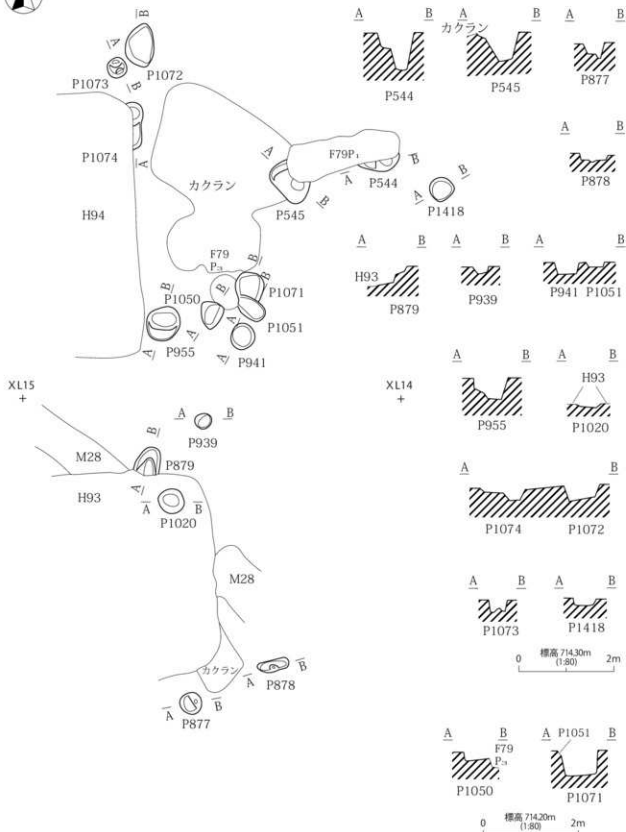 B
A
P1072
P1073
B
P1074
A
H94
カクラン
A
F79P₁
B
P544
A
P545
B
B
A
P1418
F79
P₃
B
B
B
P1071
B
P1050
P1051
A
A
A
P955
A
P941
XL15
+
XL14
+
A
B
P939
B
M28
P879
H93
A
A
B
P1020
M28
カクラン
B
A
P878
A
B
P877
A
B
P544
A
B
カクラン
P545
A
B
P877
A
B
P878
A
B
H93
P879
A
B
P939
A
B
P941 P1051
A
B
P955
H93
P1020
A
B
P1074
P1072
A
B
P1073
A
B
P1418
標高 714.30m
0 (1:80) 2m
A
B
F79
P₃
P1050
A
P1051
B
P1071
標高 714.20m
0 (1:80) 2m